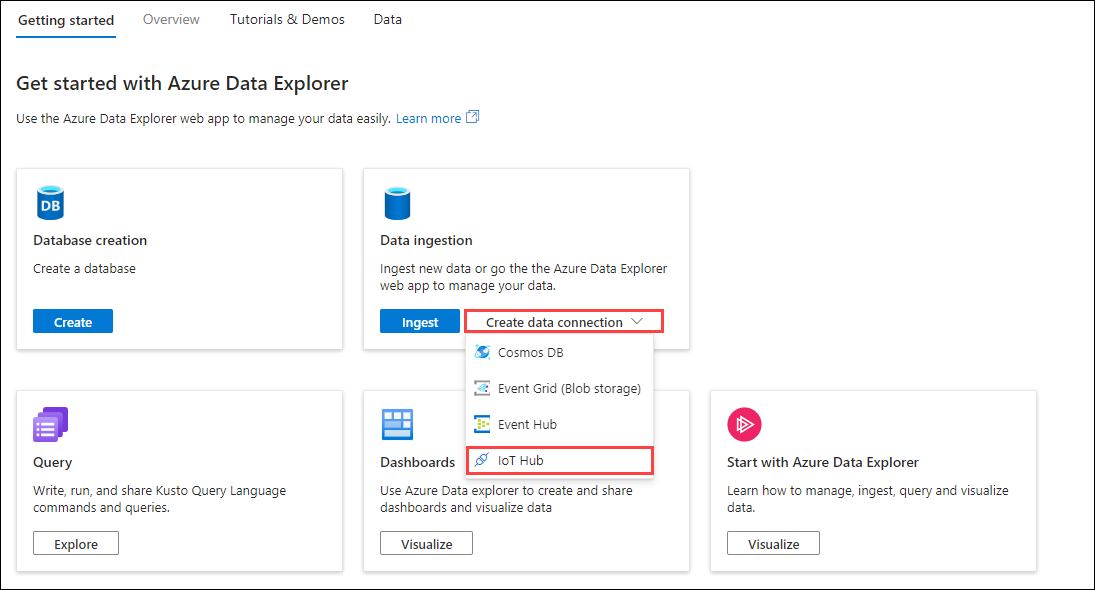 Getting started Overview Tutorials & Demos Data
Get started with Azure Data Explorer
Use the Azure Data Explorer web app to manage your data easily. Learn more
DB
Database creation
Create a database
Create
Data ingestion
Ingest new data or go the the Azure Data Explorer
web app to manage your data.
Ingest Create data connection
Cosmos DB
Event Grid (Blob storage)
Event Hub
IoT Hub
Query
Write, run, and share Kusto Query Language
commands and queries.
Explore
Dashboards
Use Azure Data explorer to create and share
dashboards and visualize data
Visualize
Start with Azure Data Explorer
Learn how to manage, ingest, query and visualize
data.
Visualize